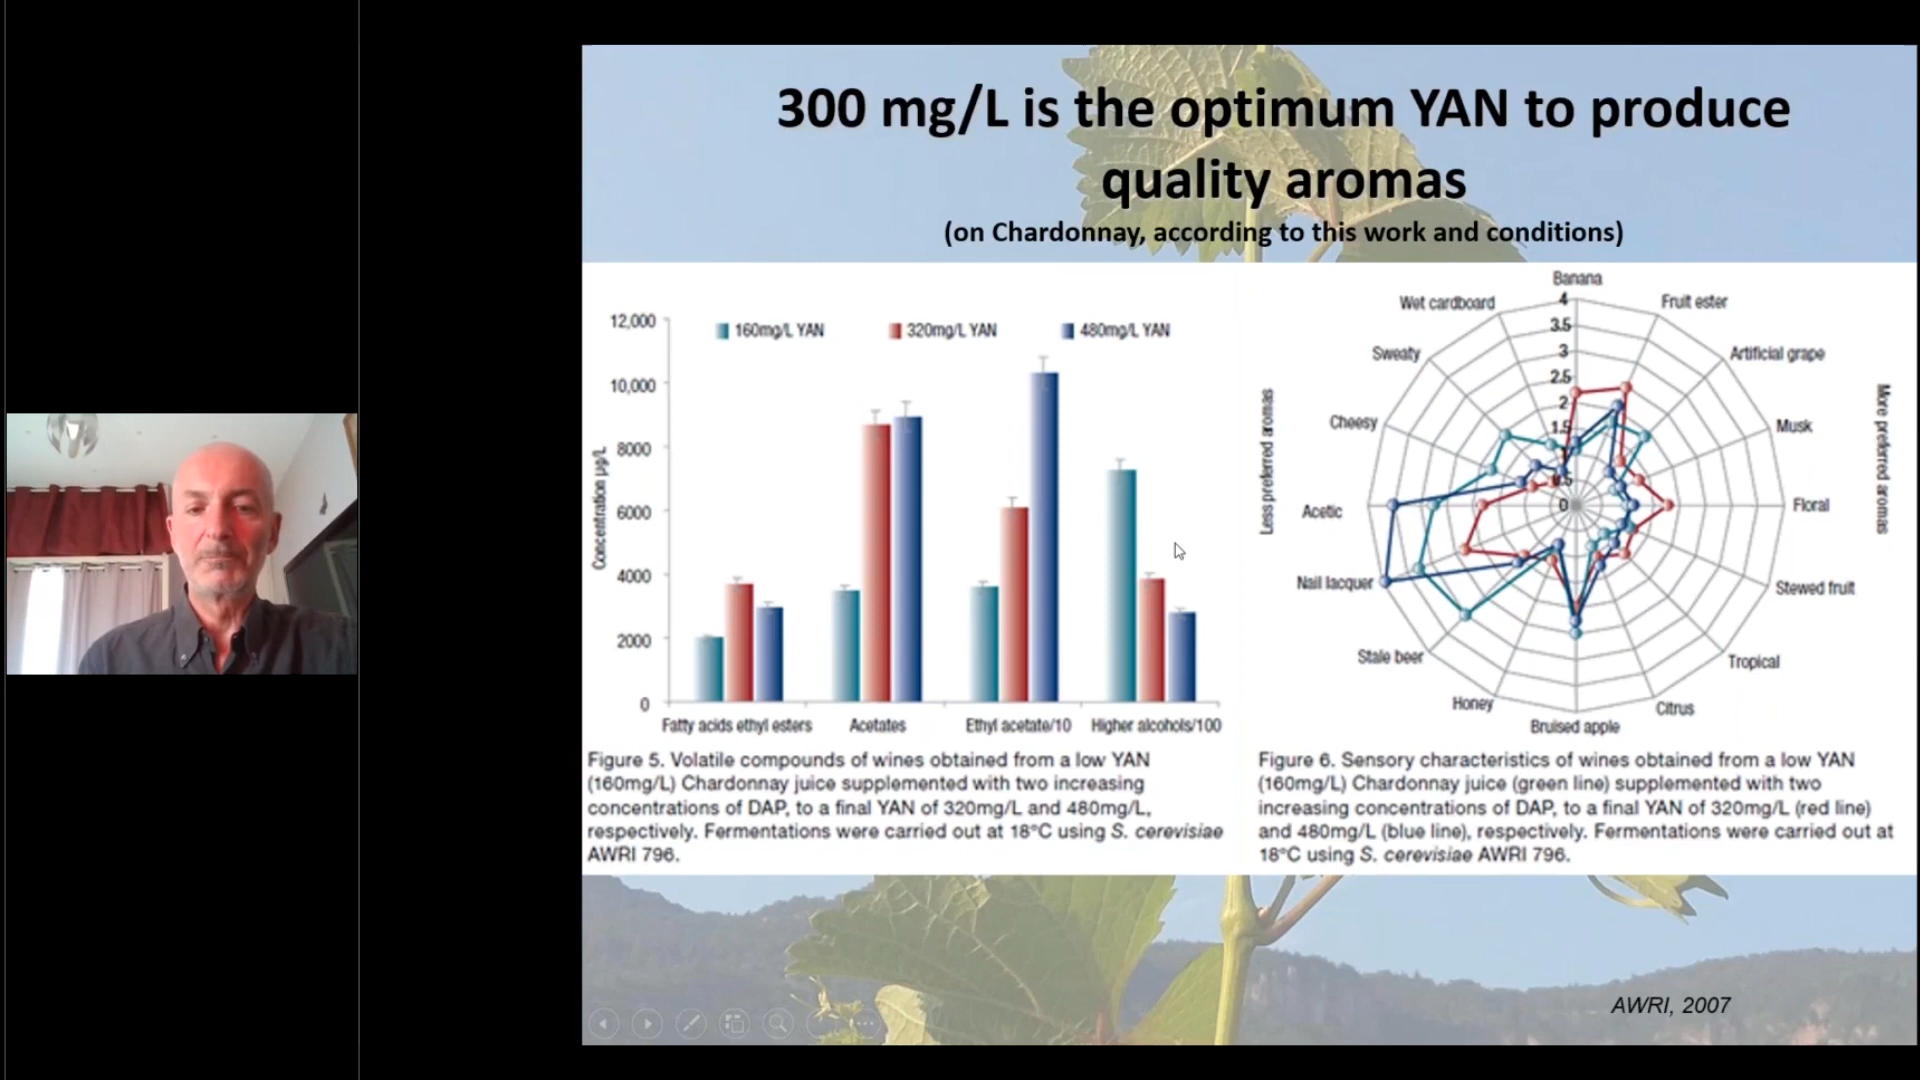 300 mg/L is the optimum YAN to produce
quality aromas
(on Chardonnay, according to this work and conditions)
12,000
10,000
8000
6000
4000
2000
0
Concentration µg/L
160mg/L YAN
320mg/L YAN
480mg/L YAN
Fatty acids ethyl esters
Acetates
Ethyl acetate/10
Higher alcohols/100
Figure 5. Volatile compounds of wines obtained from a low YAN
(160mg/L) Chardonnay juice supplemented with two increasing
concentrations of DAP, to a final YAN of 320mg/L and 480mg/L,
respectively. Fermentations were carried out at 18°C using S. cerevisiae
AWRI 796.
Banana
Fruit ester
Artificial grape
Musk
Floral
Stewed fruit
Tropical
Citrus
Bruised apple
Honey
Stale beer
Nail lacquer
Acetic
Cheesy
Sweaty
Wet cardboard
4
3.5
3
2.5
2
1.5
0
Less preferred aromas
More preferred aromas
Figure 6. Sensory characteristics of wines obtained from a low YAN
(160mg/L) Chardonnay juice (green line) supplemented with two
increasing concentrations of DAP, to a final YAN of 320mg/L (red line)
and 480mg/L (blue line), respectively. Fermentations were carried out at
18°C using S. cerevisiae AWRI 796.
AWRI, 2007